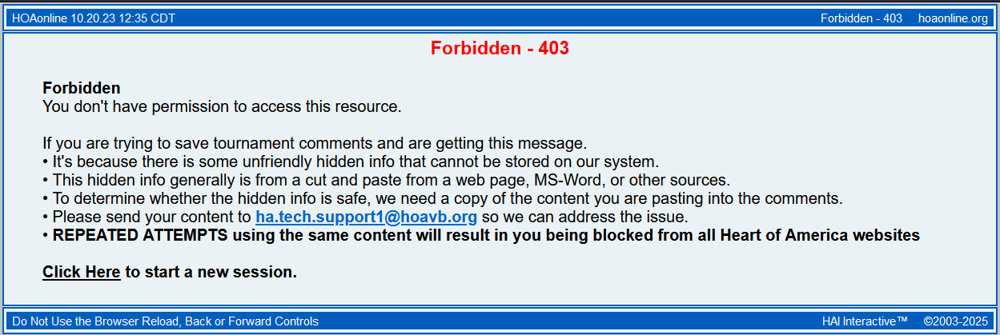 HOAonline 10.20.23 12:35 CDT
Forbidden - 403 hoaonline.org
Forbidden - 403
Forbidden
You don't have permission to access this resource.
If you are trying to save tournament comments and are getting this message.
• It's because there is some unfriendly hidden info that cannot be stored on our system.
• This hidden info generally is from a cut and paste from a web page, MS-Word, or other sources.
• To determine whether the hidden info is safe, we need a copy of the content you are pasting into the comments.
• Please send your content to ha.tech.support1@hoavb.org so we can address the issue.
• REPEATED ATTEMPTS using the same content will result in you being blocked from all Heart of America websites
Click Here to start a new session.
Do Not Use the Browser Reload, Back or Forward Controls
HAI Interactive™ ©2003-2025